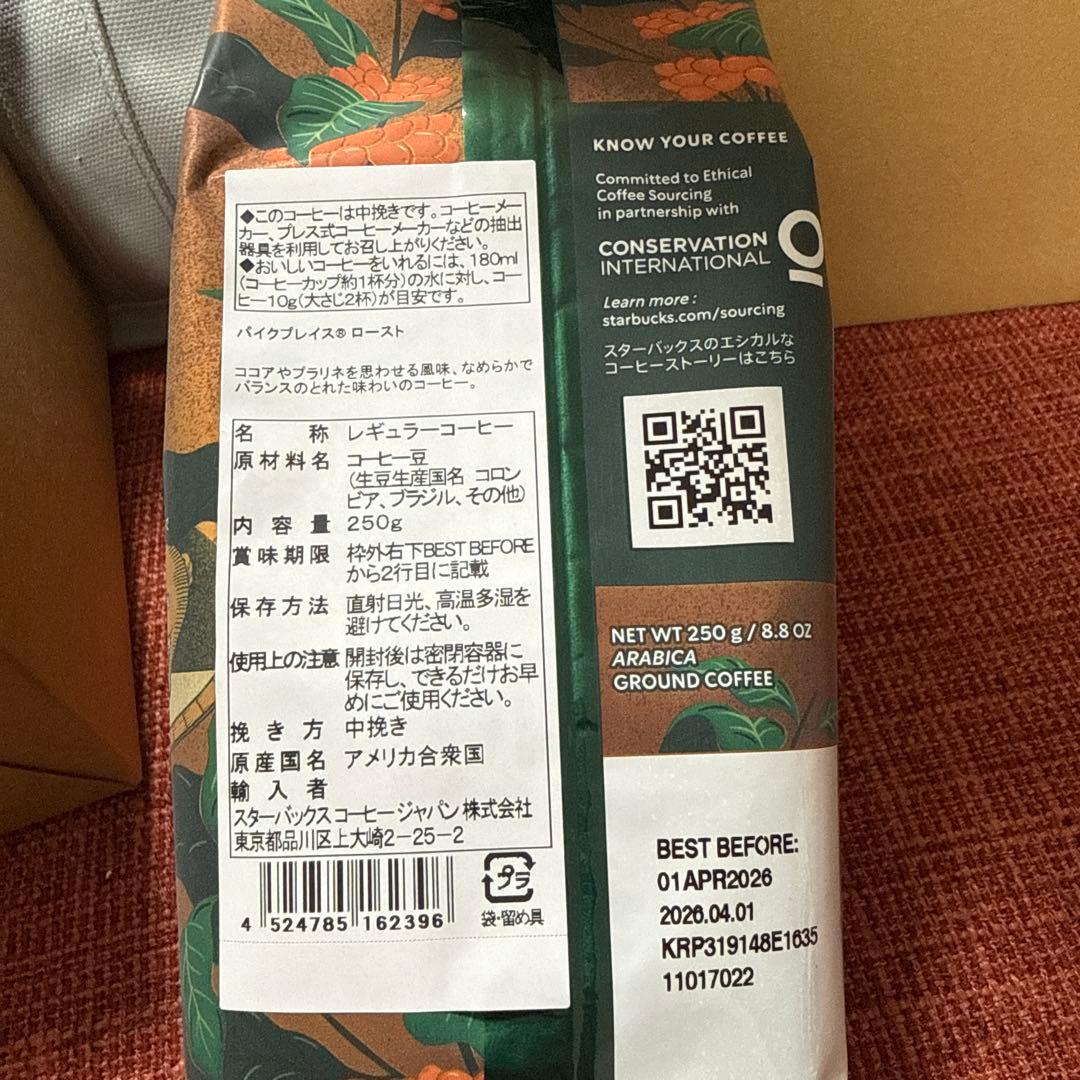 ◆このコーヒーは中挽きです。コーヒーメー
カー、プレス式コーヒーメーカーなどの抽出
器具を利用してお召し上がりください。
◆おいしいコーヒーをいれるには、180ml
(コーヒーカップ約1杯分)の水に対し、コー
ヒー10g(大さじ2杯)が目安です。
パイクプレイス® ロースト
ココアやプラリネを思わせる風味、なめらかで
バランスのとれた味わいのコーヒー。
名称 レギュラーコーヒー
原材料名 コーヒー豆
(生豆生産国名 コロン
ビア、ブラジル、その他)
内容量 250g
賞味期限 枠外右下BEST BEFORE
から2行目に記載
保存方法 直射日光、高温多湿を
避けてください。
使用上の注意 開封後は密閉容器に
保存し、できるだけお早
めにご使用ください。
挽き方 中挽き
原産国名 アメリカ合衆国
輸入者
スターバックス コーヒー ジャパン 株式会社
東京都品川区上大崎2-25-2
4 524785 162396
プラ
袋・留め具
KNOW YOUR COFFEE
Committed to Ethical
Coffee Sourcing
in partnership with
CONSERVATION
INTERNATIONAL
Learn more :
starbucks.com/sourcing
スターバックスのエシカルな
コーヒーストーリーはこちら
NET WT 250 g / 8.8 OZ
ARABICA
GROUND COFFEE
BEST BEFORE:
01APR2026
2026.04.01
KRP319148E1635
11017022